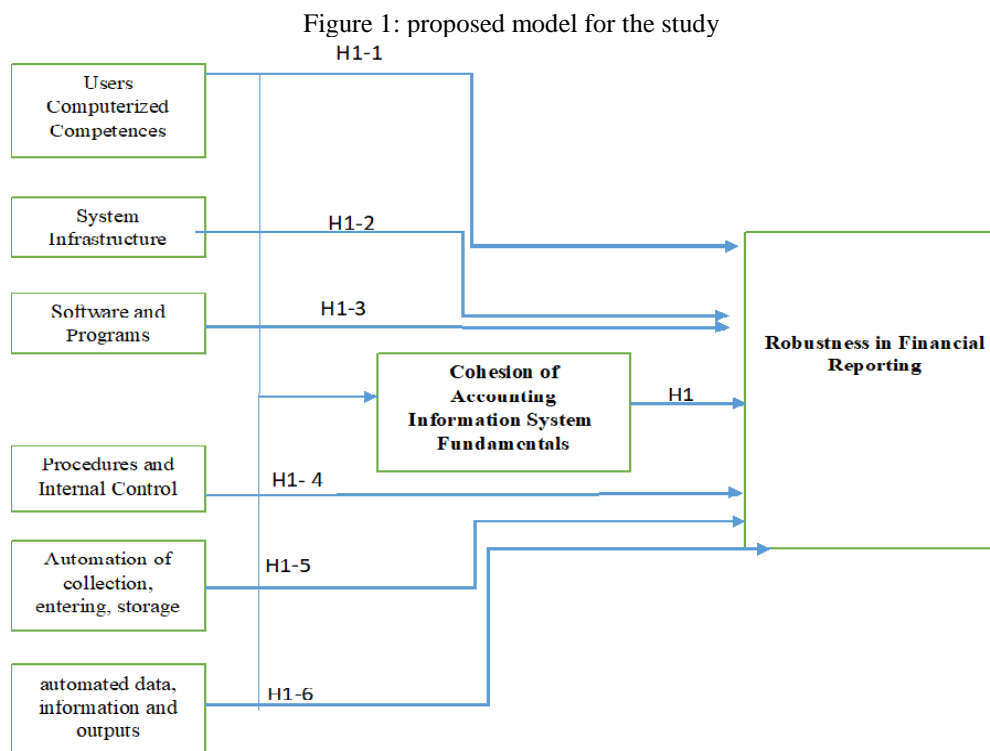 Figure 1: proposed model for the study
H1-1
Users
Computerized
Competences
System
Infrastructure
H1-2
Software and
Programs
H1-3
Robustness in Financial
Reporting
Cohesion of
Accounting
Information System
Fundamentals
H1
Procedures and
Internal Control
H1- 4
Automation of
collection,
entering, storage
H1-5
automated data,
information and
outputs
H1-6